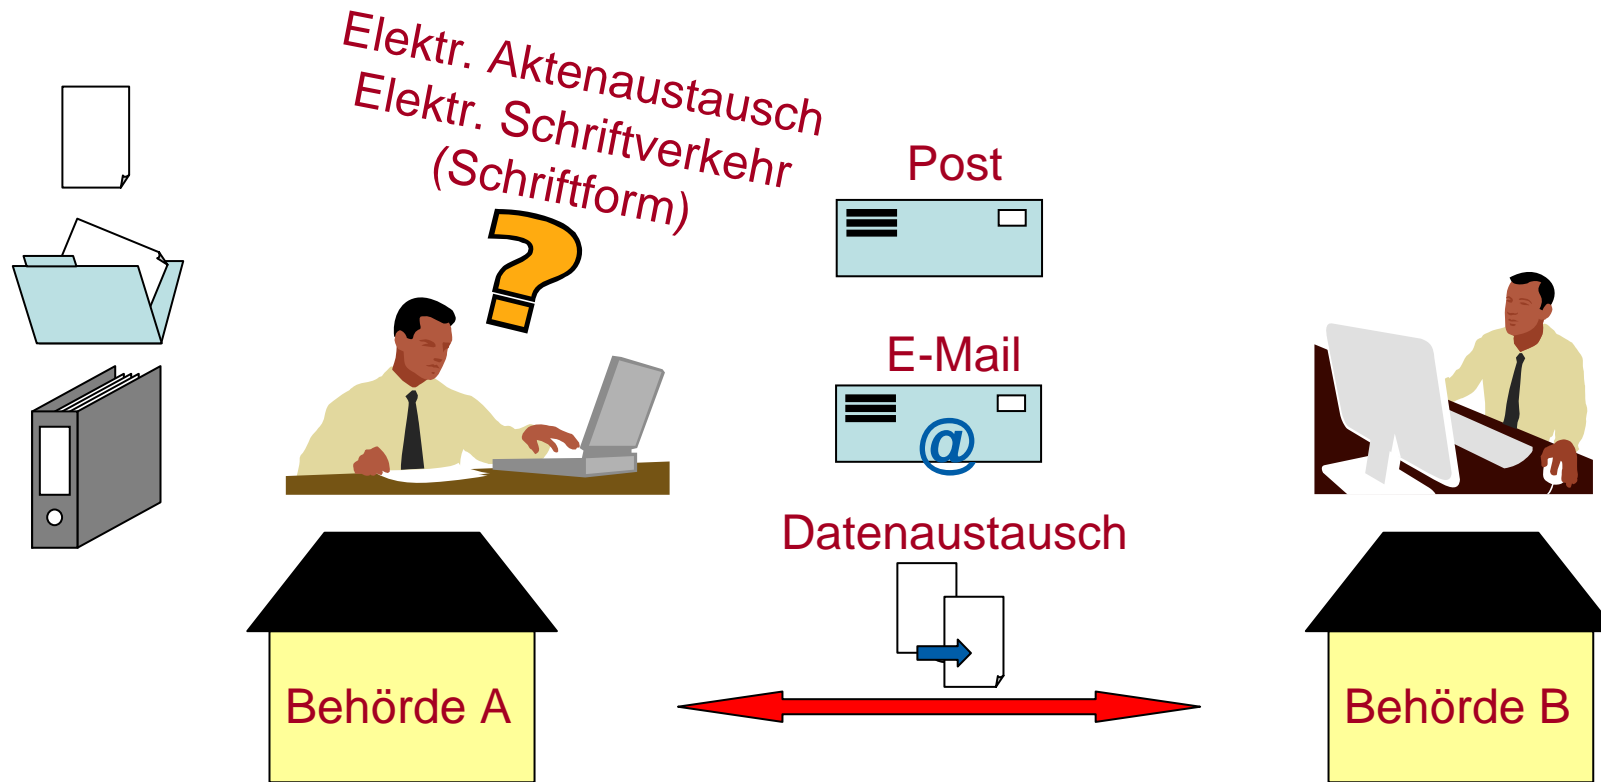 Elektr. Aktenaustausch
Elektr. Schriftverkehr
(Schriftform)
Post
E-Mail
@
Datenaustausch
Behörde A
Behörde B